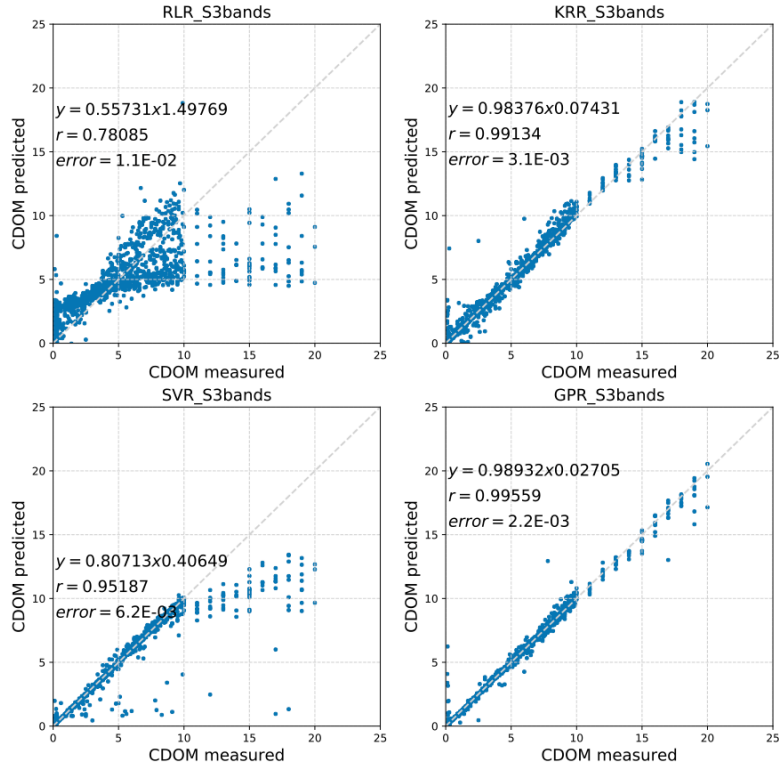 RLR_S3bands
25
20
15
10
5
0
y = 0.55731x1.49769
r = 0.78085
error = 1.1E-02
CDOM predicted
0 5 10 15 20 25
CDOM measured
KRR_S3bands
25
20
15
10
5
0
y = 0.98376x0.07431
r = 0.99134
error = 3.1E-03
CDOM predicted
0 5 10 15 20 25
CDOM measured
SVR_S3bands
25
20
15
10
5
0
y = 0.80713x0.40649
r = 0.95187
error = 6.2E-03
CDOM predicted
0 5 10 15 20 25
CDOM measured
GPR_S3bands
25
20
15
10
5
0
y = 0.98932x0.02705
r = 0.99559
error = 2.2E-03
CDOM predicted
0 5 10 15 20 25
CDOM measured